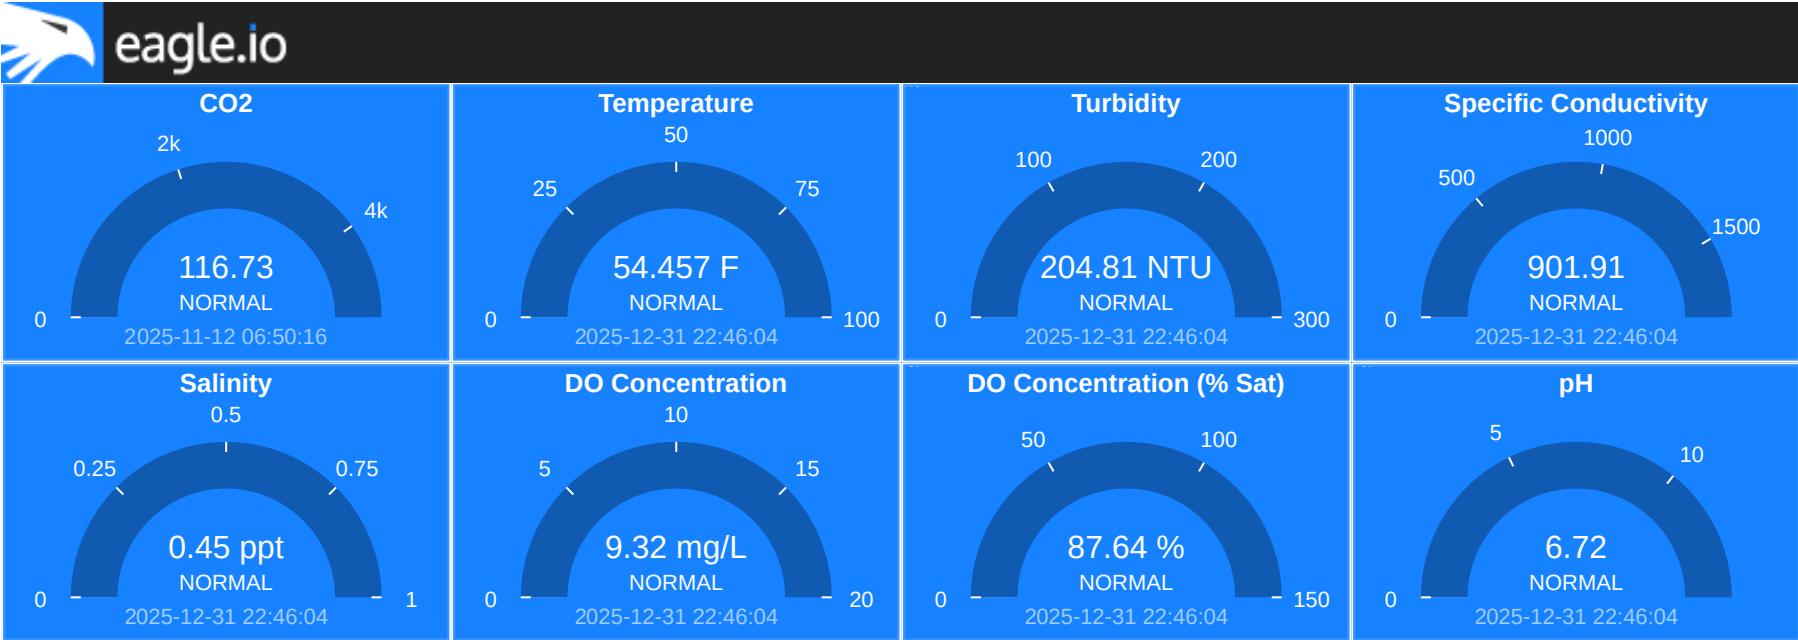 eagle.io
CO2
2k
4k
0
116.73
NORMAL
2025-11-12 06:50:16
Temperature
50
25
75
0
100
54.457 F
NORMAL
2025-12-31 22:46:04
Turbidity
100
200
0
300
204.81 NTU
NORMAL
2025-12-31 22:46:04
Specific Conductivity
1000
500
1500
0
901.91
NORMAL
2025-12-31 22:46:04
Salinity
0.5
0.25
0.75
0
1
0.45 ppt
NORMAL
2025-12-31 22:46:04
DO Concentration
10
5
15
0
20
9.32 mg/L
NORMAL
2025-12-31 22:46:04
DO Concentration (% Sat)
50
100
0
150
87.64 %
NORMAL
2025-12-31 22:46:04
pH
5
10
0
6.72
NORMAL
2025-12-31 22:46:04